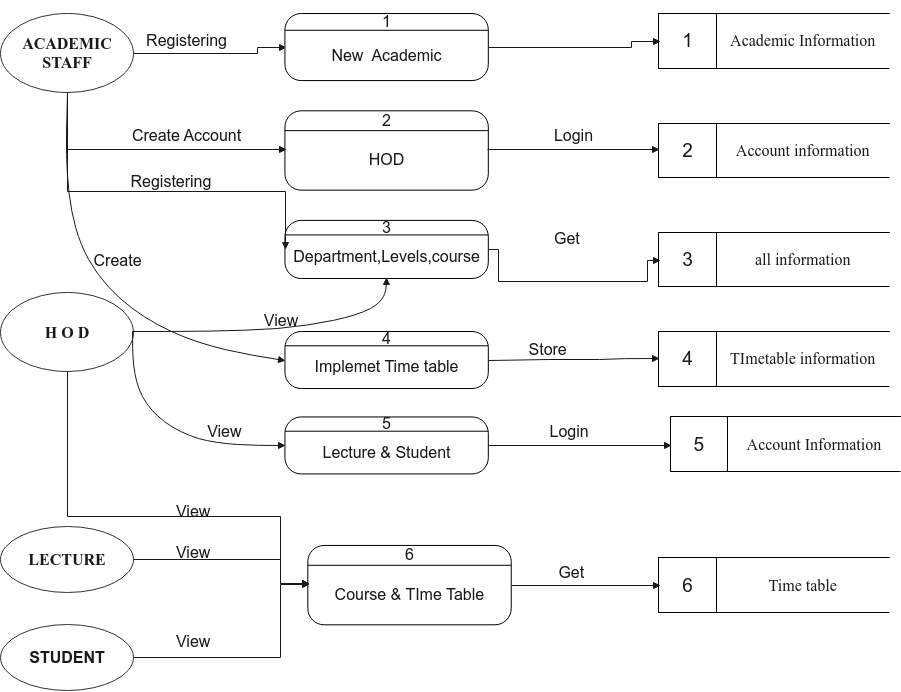 ACADEMIC
STAFF
Registering
1
New Academic
1
Academic Information
Create Account
2
HOD
Login
2
Account information
Registering
3
Department,Levels,course
Get
3
all information
Create
H O D
View
4
Implemet Time table
Store
4
TImetable information
View
5
Lecture & Student
Login
5
Account Information
View
LECTURE
View
6
Course & TIme Table
Get
6
Time table
STUDENT
View